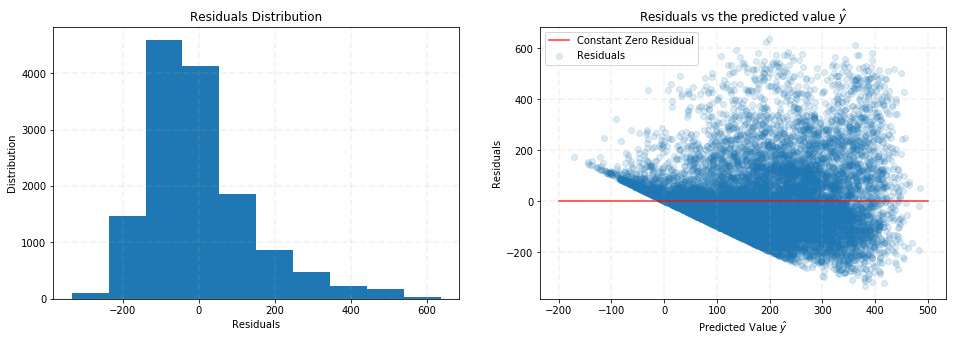 Residuals Distribution
Distribution
4000
3000
2000
1000
0
−200
0
200
400
600
Residuals
Residuals vs the predicted value ŷ
Constant Zero Residual
Residuals
Residuals
600
400
200
0
−200
−200
−100
0
100
200
300
400
500
Predicted Value ŷ